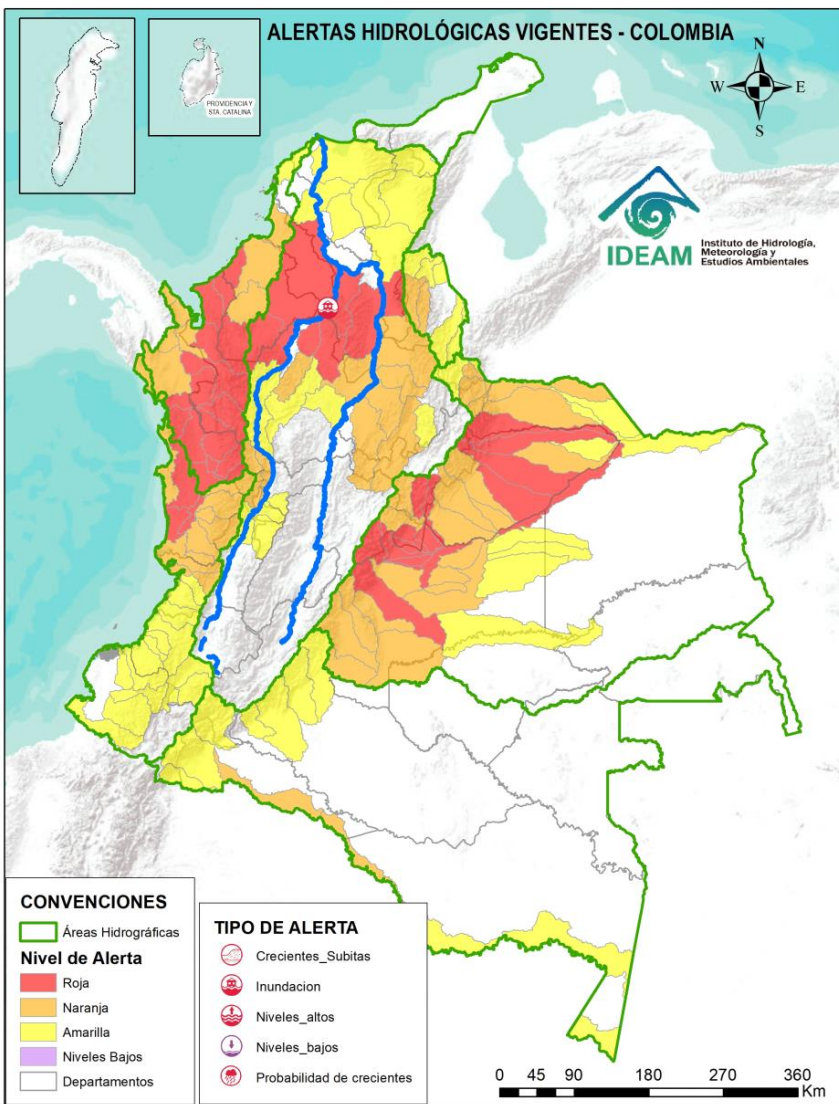 ALERTAS HIDROLÓGICAS VIGENTES - COLOMBIA
PROVIDENCIA Y
STA. CATALINA
N
W
E
S
IDEAM
Instituto de Hidrología,
Meteorología y
Estudios Ambientales
CONVENCIONES
Áreas Hidrográficas
Nivel de Alerta
Roja
Naranja
Amarilla
Niveles Bajos
Departamentos
TIPO DE ALERTA
Crecientes_Subitas
Inundacion
Niveles_altos
Niveles_bajos
Probabilidad de crecientes
0 45 90 180 270 360
Km